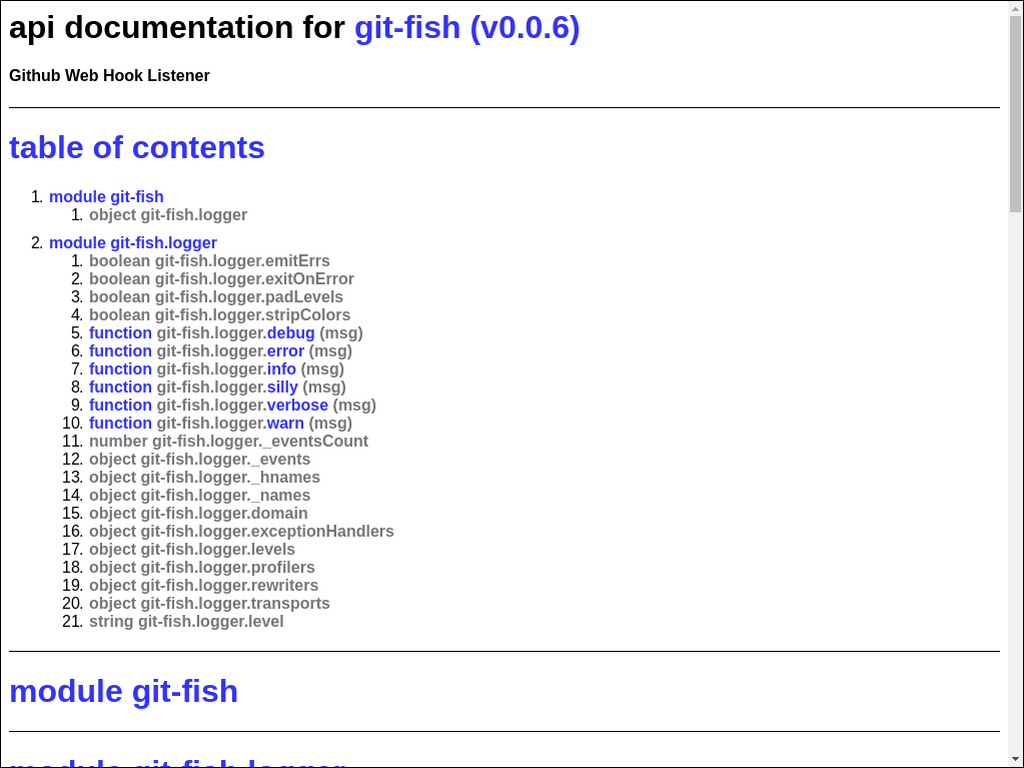 api documentation for git-fish (v0.0.6)
Github Web Hook Listener
table of contents
1. module git-fish
1. object git-fish.logger
2. module git-fish.logger
1. boolean git-fish.logger.emitErrs
2. boolean git-fish.logger.exitOnError
3. boolean git-fish.logger.padLevels
4. boolean git-fish.logger.stripColors
5. function git-fish.logger.debug (msg)
6. function git-fish.logger.error (msg)
7. function git-fish.logger.info (msg)
8. function git-fish.logger.silly (msg)
9. function git-fish.logger.verbose (msg)
10. function git-fish.logger.warn (msg)
11. number git-fish.logger._eventsCount
12. object git-fish.logger._events
13. object git-fish.logger._hnames
14. object git-fish.logger._names
15. object git-fish.logger.domain
16. object git-fish.logger.exceptionHandlers
17. object git-fish.logger.levels
18. object git-fish.logger.profilers
19. object git-fish.logger.rewriters
20. object git-fish.logger.transports
21. string git-fish.logger.level
module git-fish
module git-fish.logger